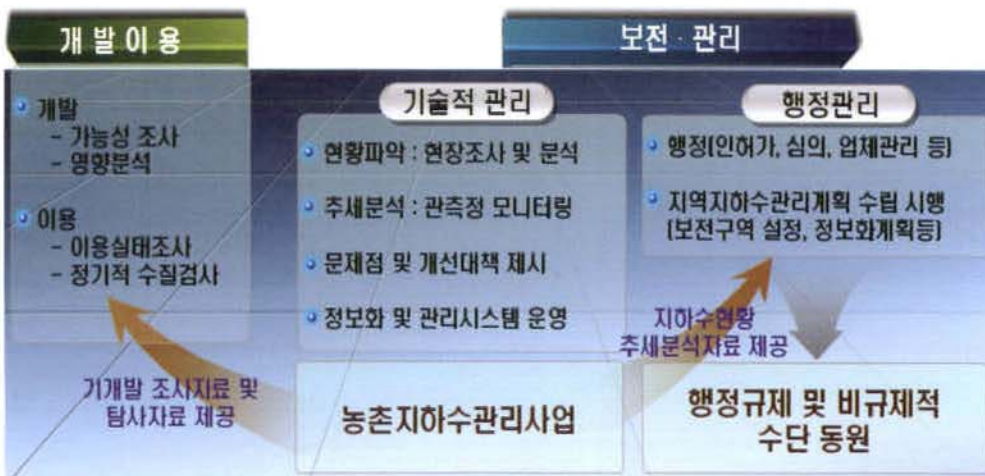 개발이용
보전·관리
• 개발
- 가능성 조사
- 영향분석
• 이용
- 이용실태조사
- 정기적 수질검사
기술적 관리
• 현황파악 : 현장조사 및 분석
• 추세분석 : 관측정 모니터링
• 문제점 및 개선대책 제시
• 정보화 및 관리시스템 운영
행정관리
• 행정(인허가, 심의, 업체관리 등)
• 지역지하수관리계획 수립 시행
(보전구역 설정, 정보화계획등)
기개발 조사자료 및
탐사자료 제공
지하수현황
추세분석자료 제공
농촌지하수관리사업
행정규제 및 비규제적
수단 동원